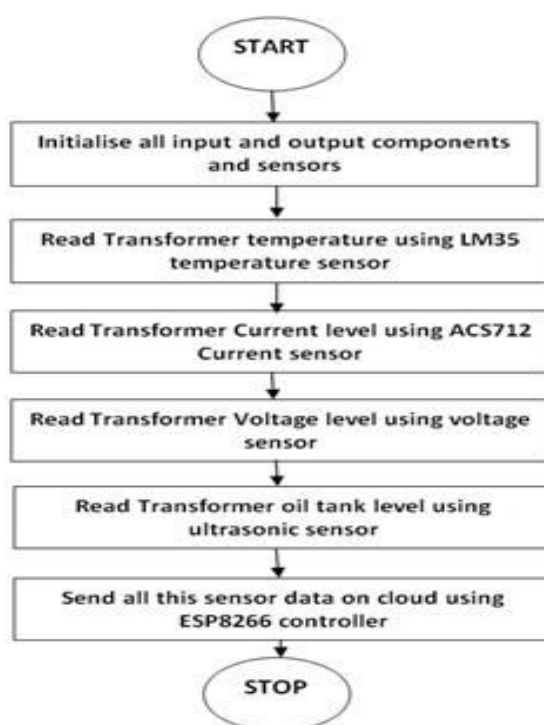 START
Initialise all input and output components
and sensors
Read Transformer temperature using LM35
temperature sensor
Read Transformer Current level using ACS712
Current sensor
Read Transformer Voltage level using voltage
sensor
Read Transformer oil tank level using
ultrasonic sensor
Send all this sensor data on cloud using
ESP8266 controller
STOP